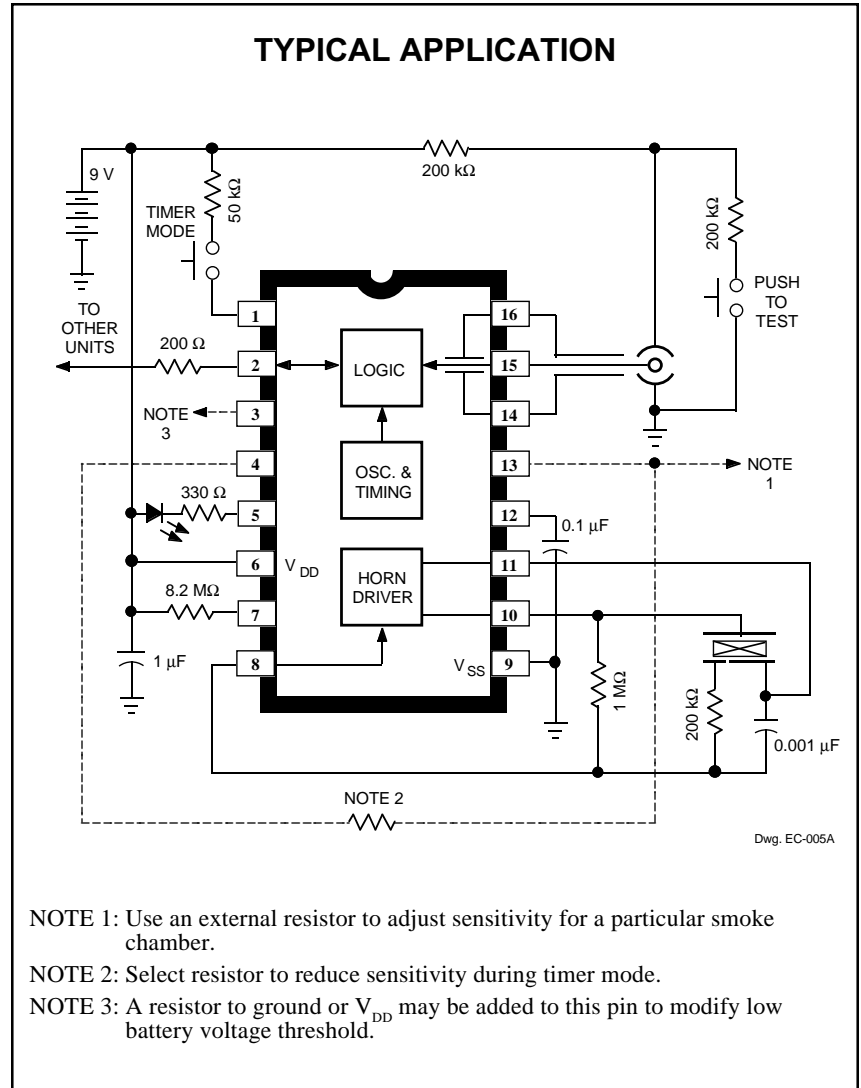 TYPICAL APPLICATION
200 kΩ
9 V
50 kΩ
TIMER
MODE
200 kΩ
PUSH
TO
TEST
TO
OTHER
UNITS
200 Ω
1
2
3
4
5
6
7
8
16
15
14
13
12
11
10
9
LOGIC
OSC. &
TIMING
HORN
DRIVER
NOTE
3
NOTE
1
330 Ω
V DD
8.2 MΩ
1 µF
V SS
0.1 µF
1 MΩ
200 kΩ
0.001 µF
NOTE 2
Dwg. EC-005A
NOTE 1: Use an external resistor to adjust sensitivity for a particular smoke
chamber.
NOTE 2: Select resistor to reduce sensitivity during timer mode.
NOTE 3: A resistor to ground or VDD may be added to this pin to modify low
battery voltage threshold.